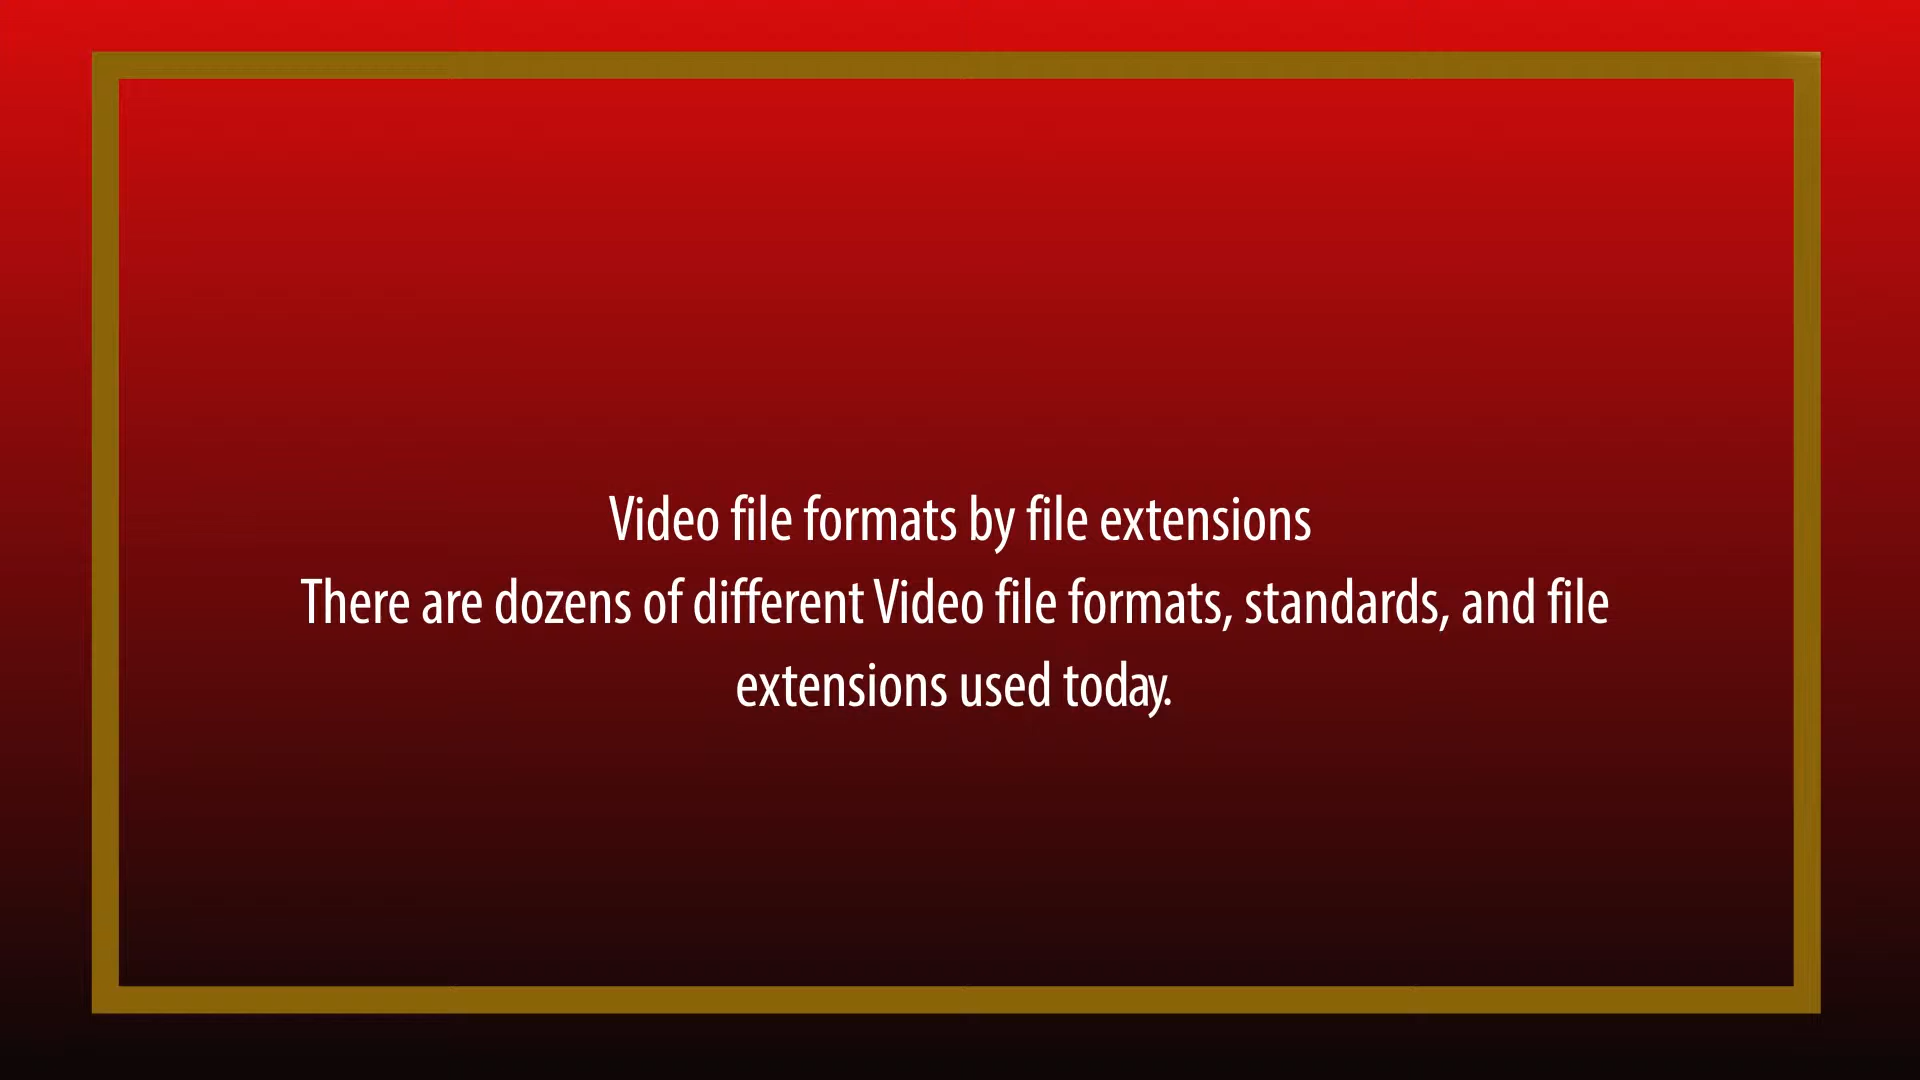 Video file formats by file extensions
There are dozens of different Video file formats, standards, and file
extensions used today.